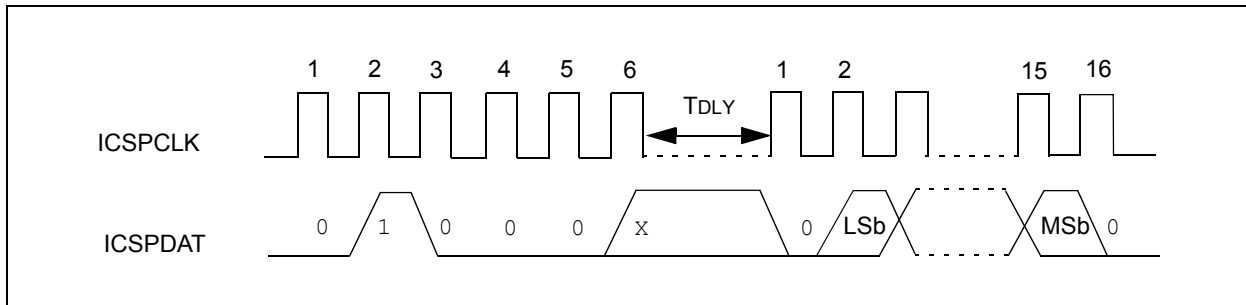 1 2 3 4 5 6 1 2 15 16
TDLY
ICSPCLK
0 1 0 0 0 x 0 LSb MSb 0
ICSPDAT